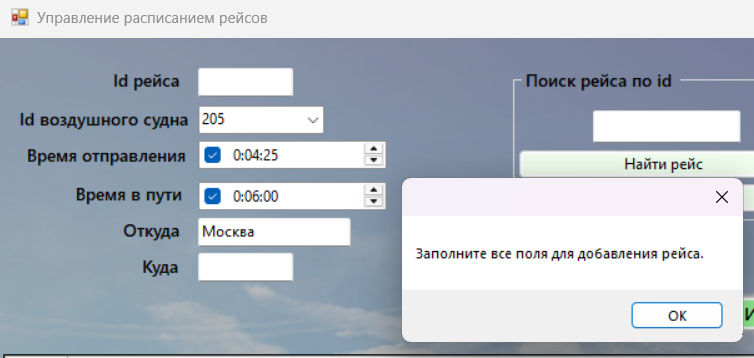 Управление расписанием рейсов
Id рейса
Поиск рейса по id
Id воздушного судна 205
Время отправления 0:04:25
Найти рейс
Время в пути 0:06:00
Откуда Москва
Заполните все поля для добавления рейса.
Куда
ОК